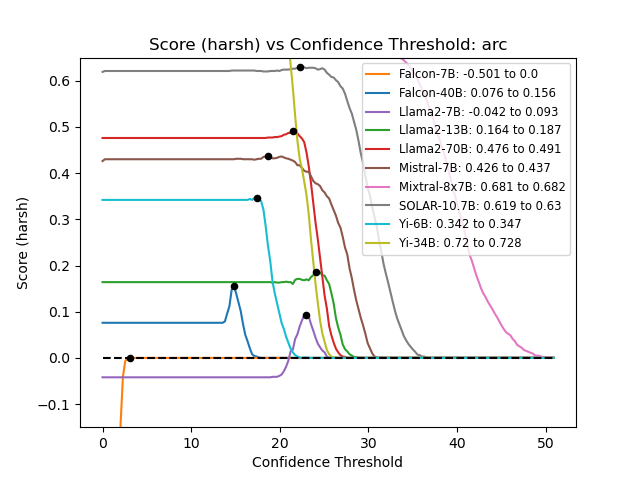 Score (harsh) vs Confidence Threshold: arc
Score (harsh)
0.6
0.5
0.4
0.3
0.2
0.1
0.0
−0.1
Falcon-7B: -0.501 to 0.0
Falcon-40B: 0.076 to 0.156
Llama2-7B: -0.042 to 0.093
Llama2-13B: 0.164 to 0.187
Llama2-70B: 0.476 to 0.491
Mistral-7B: 0.426 to 0.437
Mixtral-8x7B: 0.681 to 0.682
SOLAR-10.7B: 0.619 to 0.63
Yi-6B: 0.342 to 0.347
Yi-34B: 0.72 to 0.728
0 10 20 30 40 50
Confidence Threshold